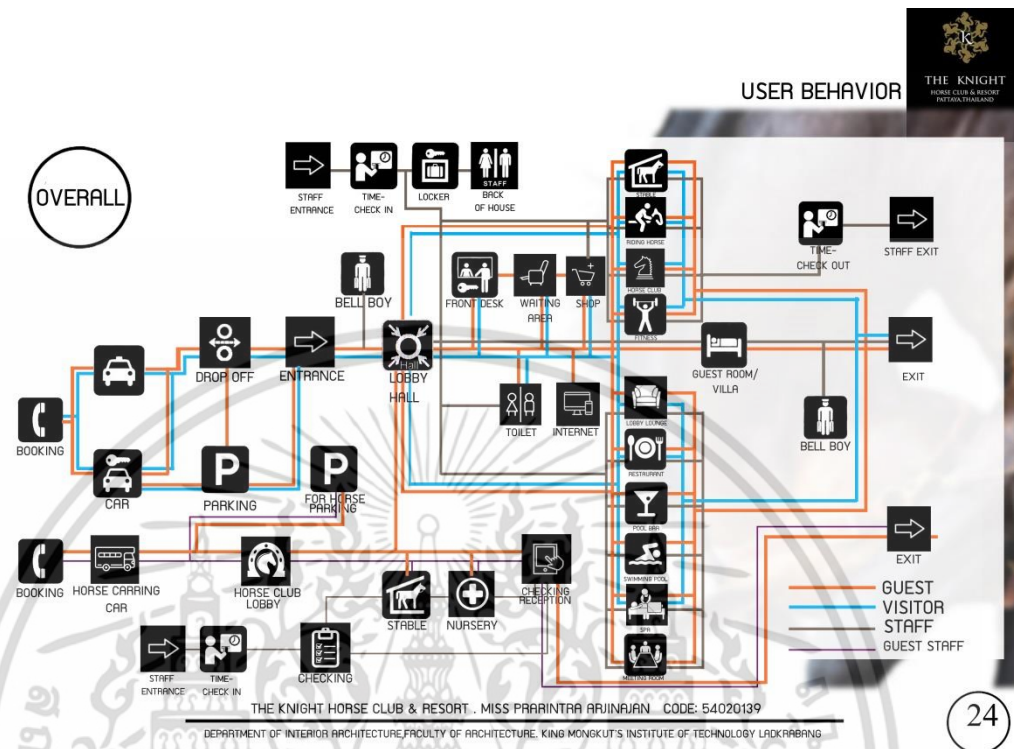 K
THE KNIGHT
HORSE CLUB & RESORT
PATTAYA,THAILAND
USER BEHAVIOR
OVERALL
STAFF
ENTRANCE
TIME-
CHECK IN
LOCKER
STAFF
BACK
OF HOUSE
STABLE
RIDING HORSE
HORSE CLUB
FITNESS
TIME-
CHECK OUT
STAFF EXIT
BELL BOY
FRONT DESK
WAITING
AREA
SHOP
DROP OFF
ENTRANCE
Hall
LOBBY
HALL
GUEST ROOM/
VILLA
EXIT
BOOKING
CAR
P
PARKING
P
FOR HORSE
PARKING
TOILET
INTERNET
LOBBY LOUNGE
RESTAURANT
POOL BAR
SWIMMING POOL
SPA
MEETING ROOM
BELL BOY
BOOKING
HORSE CARRING
CAR
HORSE CLUB
LOBBY
STABLE
NURSERY
CHECKING
RECEPTION
EXIT
STAFF
ENTRANCE
TIME-
CHECK IN
CHECKING
GUEST
VISITOR
STAFF
GUEST STAFF
THE KNIGHT HORSE CLUB & RESORT . MISS PRARINTRA ARJINAJAN CODE: 54020139
DEPARTMENT OF INTERIOR ARCHITECTURE,FACULTY OF ARCHITECTURE, KING MONGKUT'S INSTITUTE OF TECHNOLOGY LADKRABANG
24